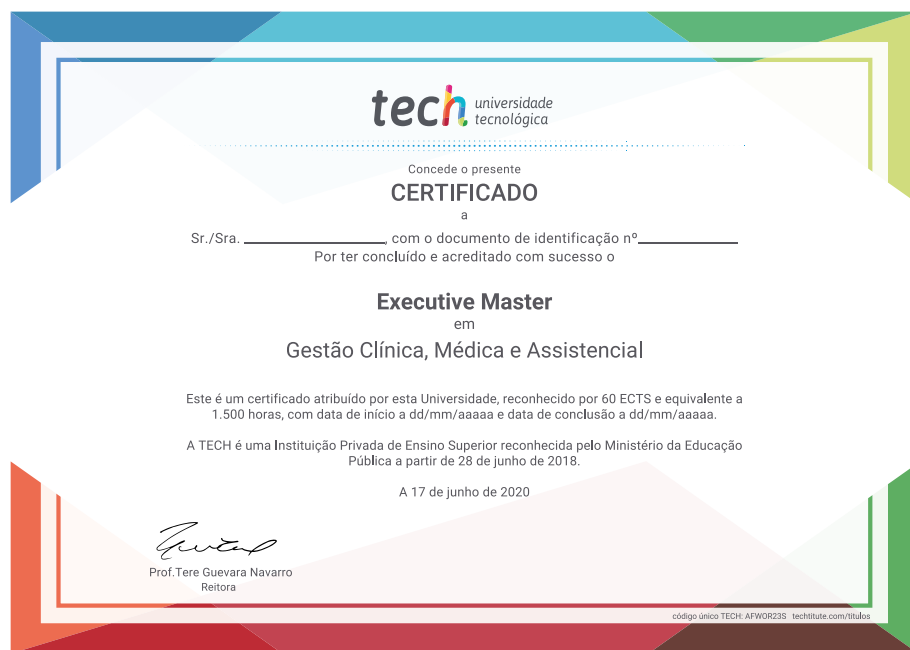 tech universidade
tecnológica
Concede o presente
CERTIFICADO
a
Sr./Sra. ________________, com o documento de identificação nº____________
Por ter concluído e acreditado com sucesso o
Executive Master
em
Gestão Clínica, Médica e Assistencial
Este é um certificado atribuído por esta Universidade, reconhecido por 60 ECTS e equivalente a
1.500 horas, com data de início a dd/mm/aaaaa e data de conclusão a dd/mm/aaaaa.
A TECH é uma Instituição Privada de Ensino Superior reconhecida pelo Ministério da Educação
Pública a partir de 28 de junho de 2018.
A 17 de junho de 2020
Prof.Tere Guevara Navarro
Reitora
código único TECH: AFWOR23S techtitute.com/titulos